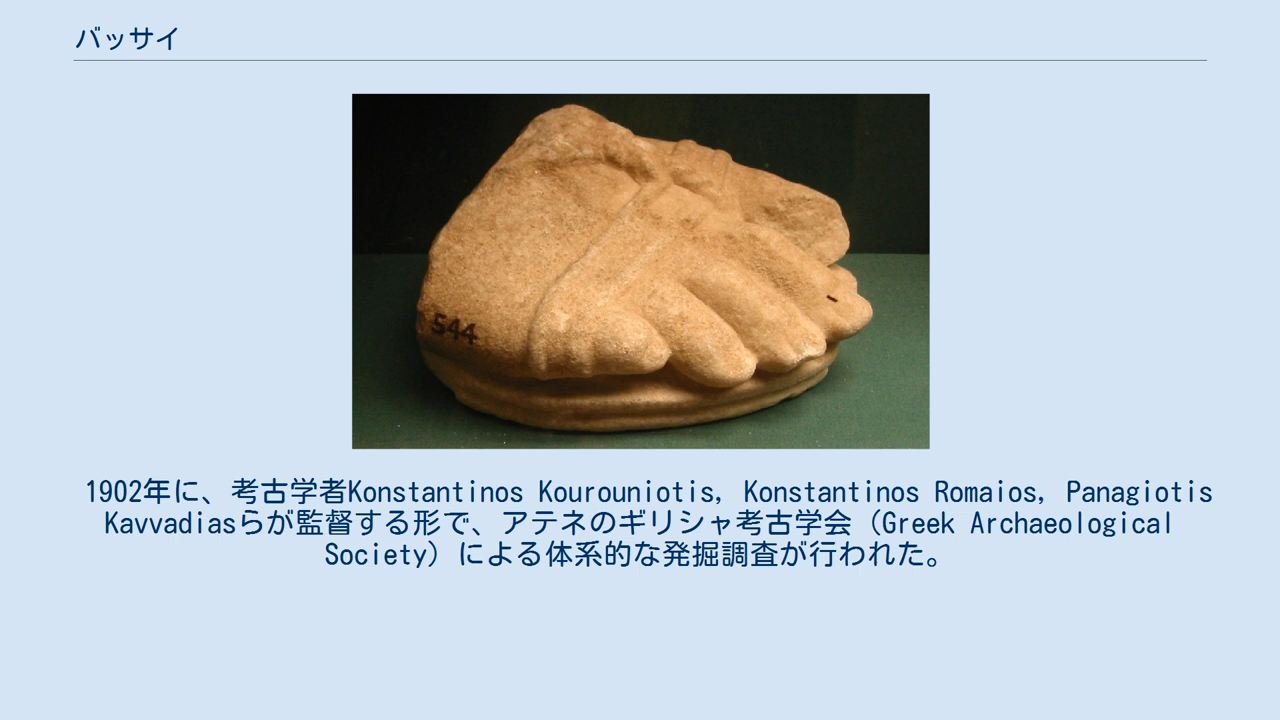 バッサイ
544
1902年に、考古学者Konstantinos Kourouniotis, Konstantinos Romaios, Panagiotis
Kavvadiasらが監督する形で、アテネのギリシャ考古学会（Greek Archaeological
Society）による体系的な発掘調査が行われた。